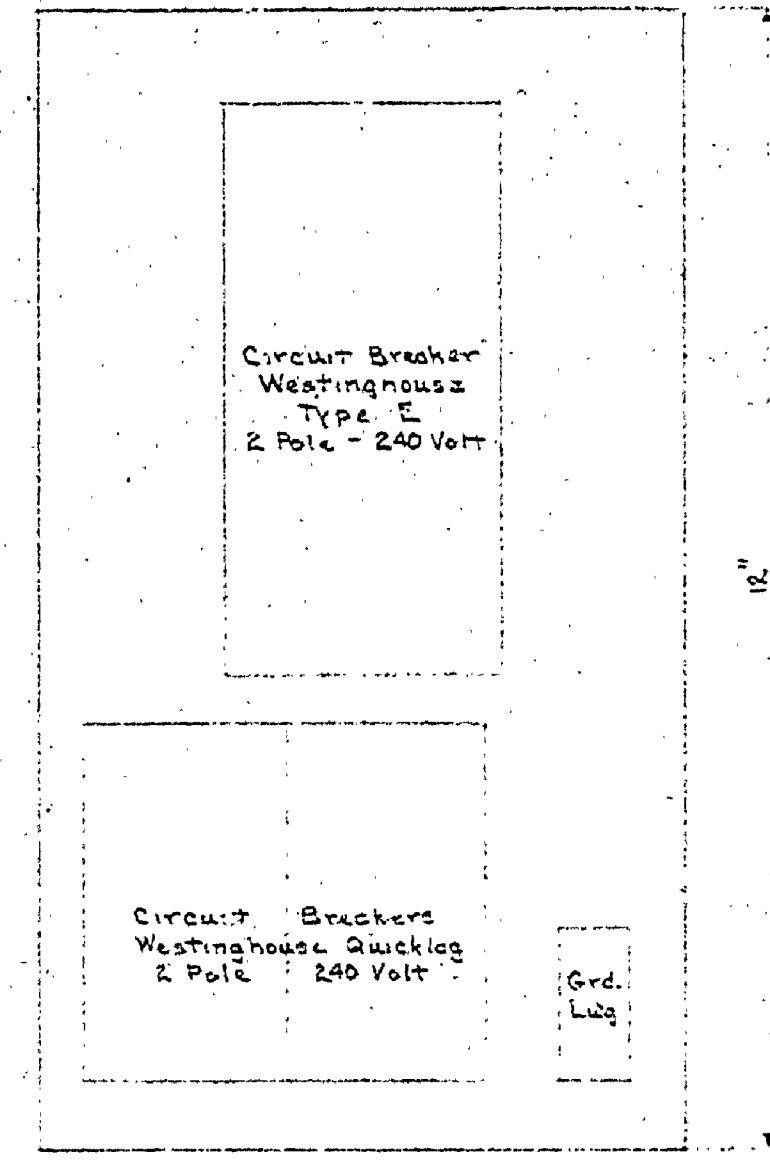 Circuit Breaker
Westinghouse
Type E
2 Pole - 240 Volt
12"
Circuit Breakers
Westinghouse Quicklag
2 Pole 240 Volt
Grd.
Lug